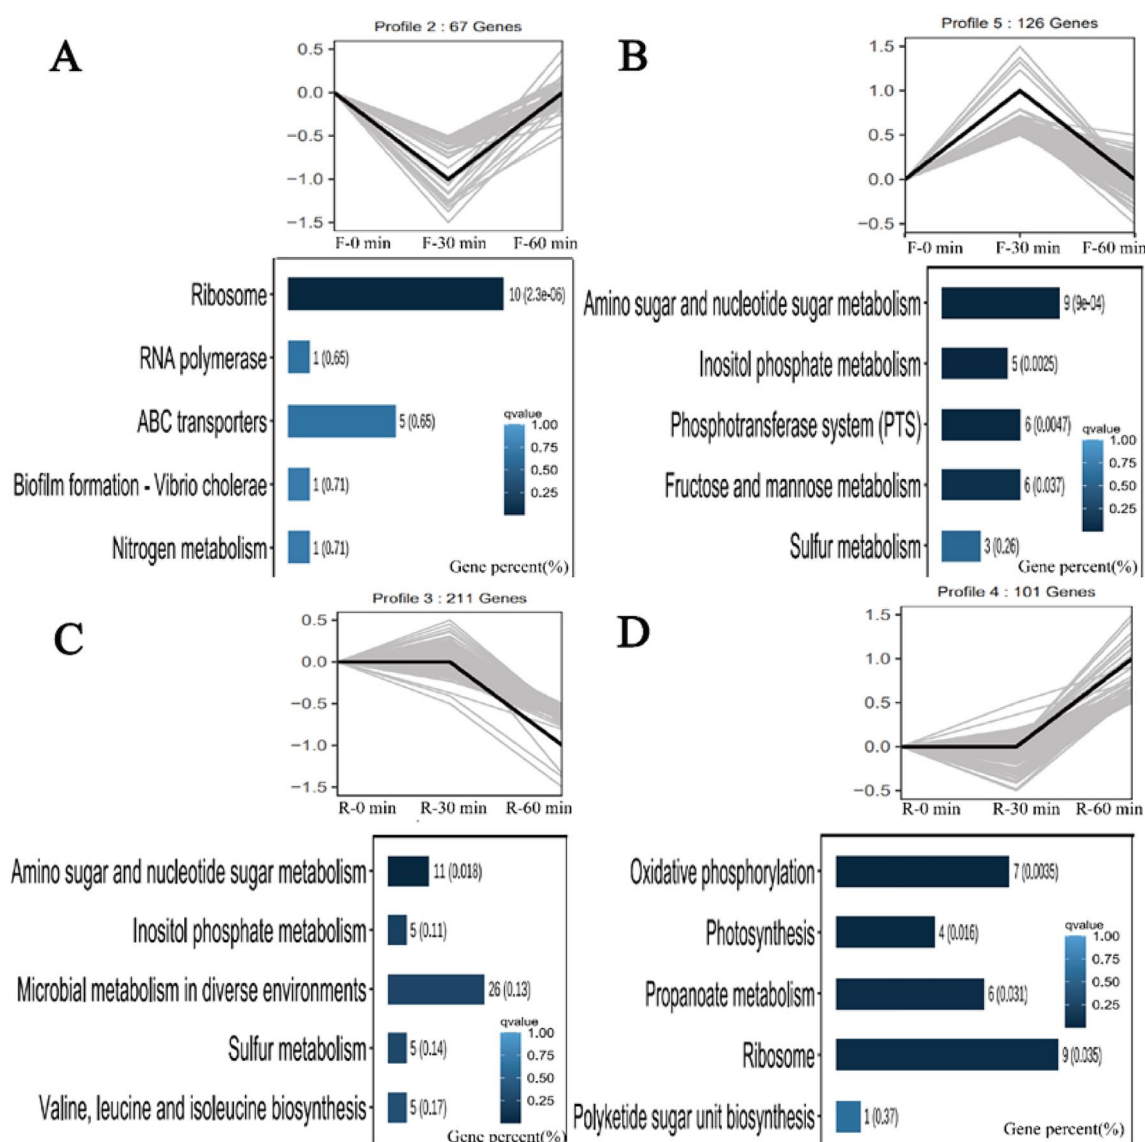 A
Profile 2 : 67 Genes
0.5
0.0
−0.5
−1.0
−1.5
F-0 min F-30 min F-60 min
Ribosome 10 (2.3e-06)
RNA polymerase 1 (0.65)
ABC transporters 5 (0.65)
Biofilm formation - Vibrio cholerae 1 (0.71)
Nitrogen metabolism 1 (0.71)
qvalue
1.00
0.75
0.50
0.25
Gene percent(%)
B
Profile 5 : 126 Genes
1.5
1.0
0.5
0.0
−0.5
F-0 min F-30 min F-60 min
Amino sugar and nucleotide sugar metabolism 9 (9e-04)
Inositol phosphate metabolism 5 (0.0025)
Phosphotransferase system (PTS) 6 (0.0047)
Fructose and mannose metabolism 6 (0.037)
Sulfur metabolism 3 (0.26)
qvalue
1.00
0.75
0.50
0.25
Gene percent(%)
C
Profile 3 : 211 Genes
0.5
0.0
−0.5
−1.0
−1.5
R-0 min R-30 min R-60 min
Amino sugar and nucleotide sugar metabolism 11 (0.018)
Inositol phosphate metabolism 5 (0.11)
Microbial metabolism in diverse environments 26 (0.13)
Sulfur metabolism 5 (0.14)
Valine, leucine and isoleucine biosynthesis 5 (0.17)
qvalue
1.00
0.75
0.50
0.25
Gene percent(%)
D
Profile 4 : 101 Genes
1.5
1.0
0.5
0.0
−0.5
R-0 min R-30 min R-60 min
Oxidative phosphorylation 7 (0.0035)
Photosynthesis 4 (0.016)
Propanoate metabolism 6 (0.031)
Ribosome 9 (0.035)
Polyketide sugar unit biosynthesis 1 (0.37)
qvalue
1.00
0.75
0.50
0.25
Gene percent(%)